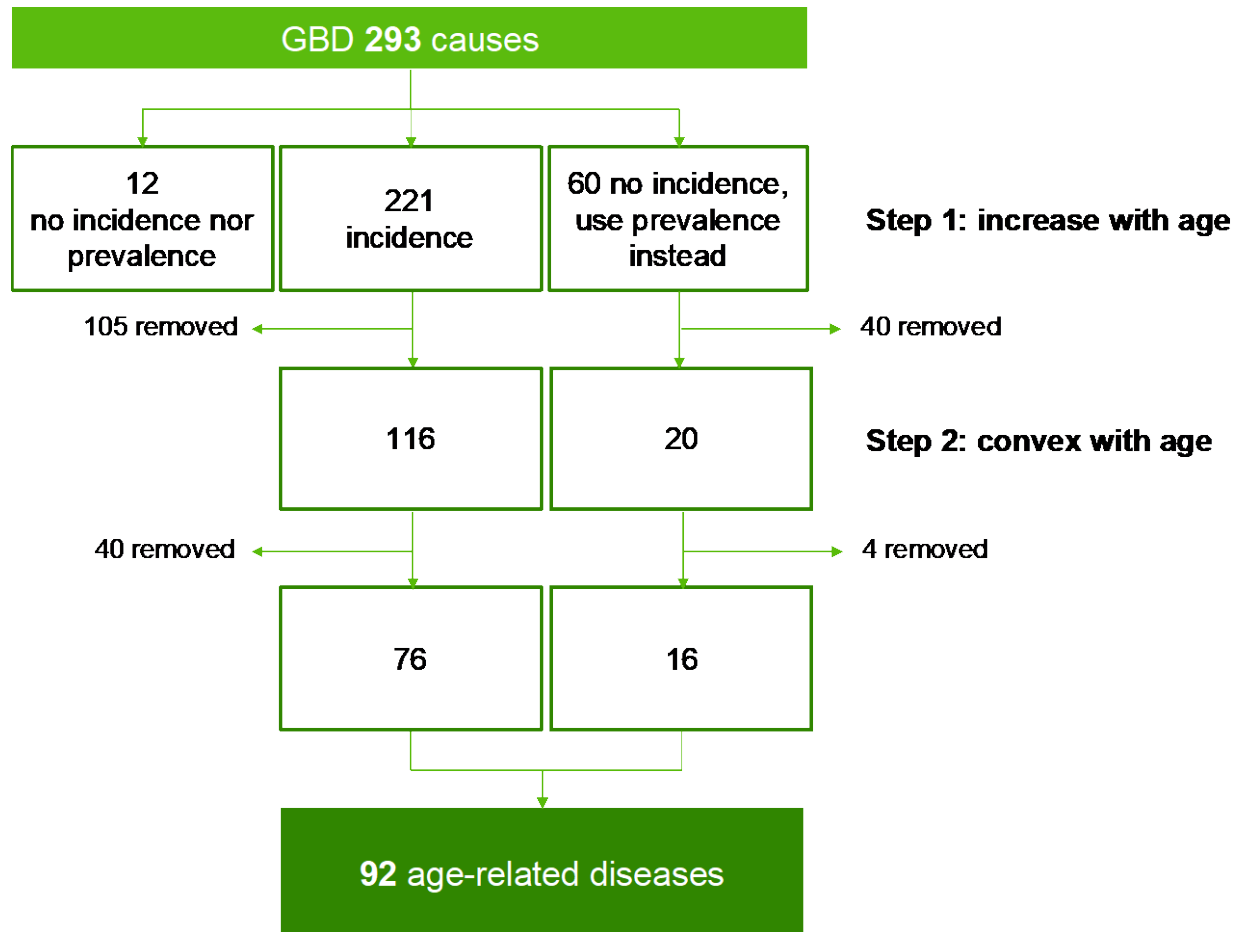 GBD 293 causes
12
no incidence nor
prevalence
221
incidence
60 no incidence,
use prevalence
instead
Step 1: increase with age
105 removed
40 removed
116
20
Step 2: convex with age
40 removed
4 removed
76
16
92 age-related diseases